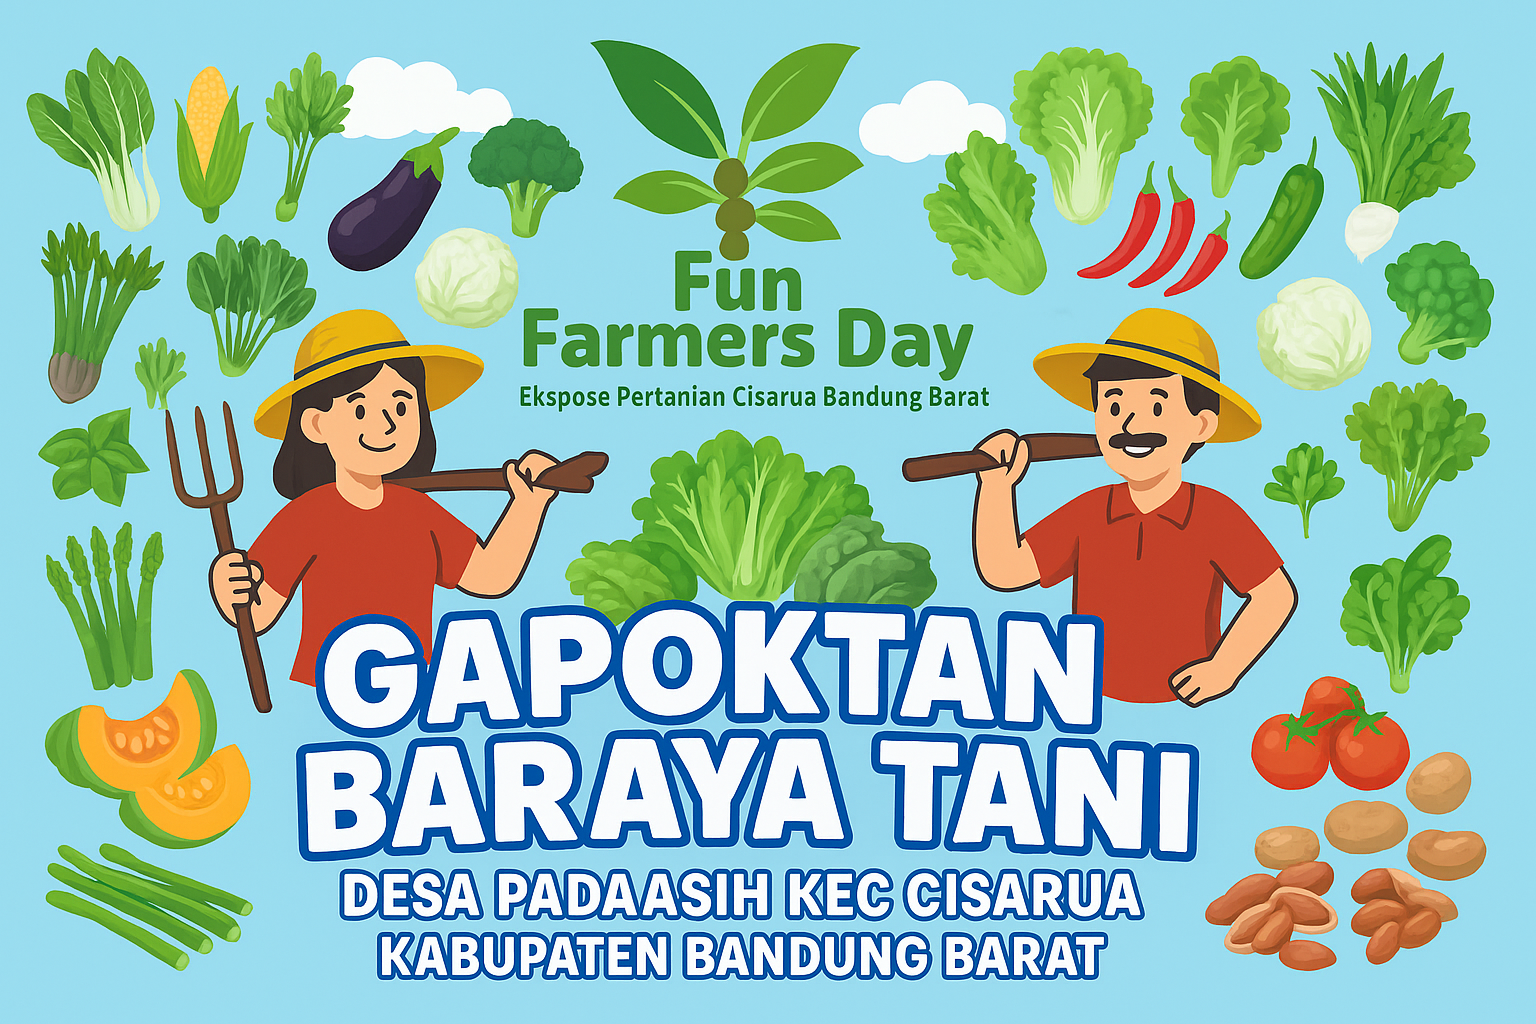 Fun
Farmers Day
Ekspose Pertanian Cisarua Bandung Barat
GAPOKTAN
BARAYA TANI
DESA PADAASIH KEC CISARUA
KABUPATEN BANDUNG BARAT